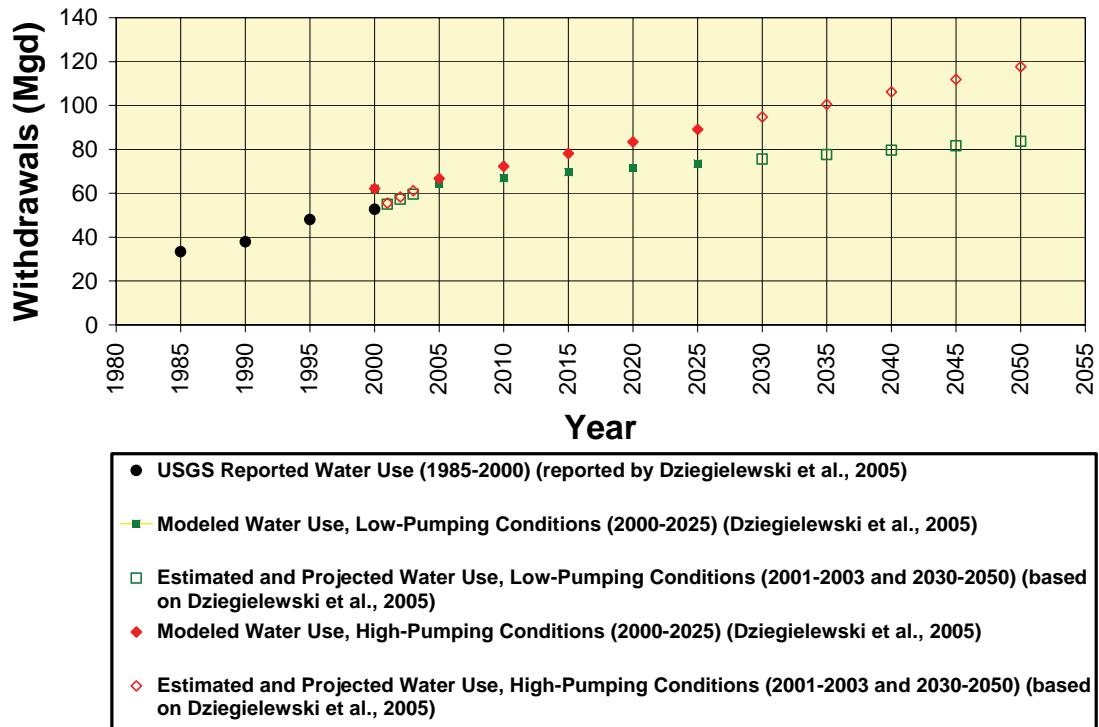 Withdrawals (Mgd)
140
120
100
80
60
40
20
0
1980
1985
1990
1995
2000
2005
2010
2015
2020
2025
2030
2035
2040
2045
2050
2055
Year
USGS Reported Water Use (1985-2000) (reported by Dziegielewski et al., 2005)
Modeled Water Use, Low-Pumping Conditions (2000-2025) (Dziegielewski et al., 2005)
Estimated and Projected Water Use, Low-Pumping Conditions (2001-2003 and 2030-2050) (based
on Dziegielewski et al., 2005)
Modeled Water Use, High-Pumping Conditions (2000-2025) (Dziegielewski et al., 2005)
Estimated and Projected Water Use, High-Pumping Conditions (2001-2003 and 2030-2050) (based
on Dziegielewski et al., 2005)